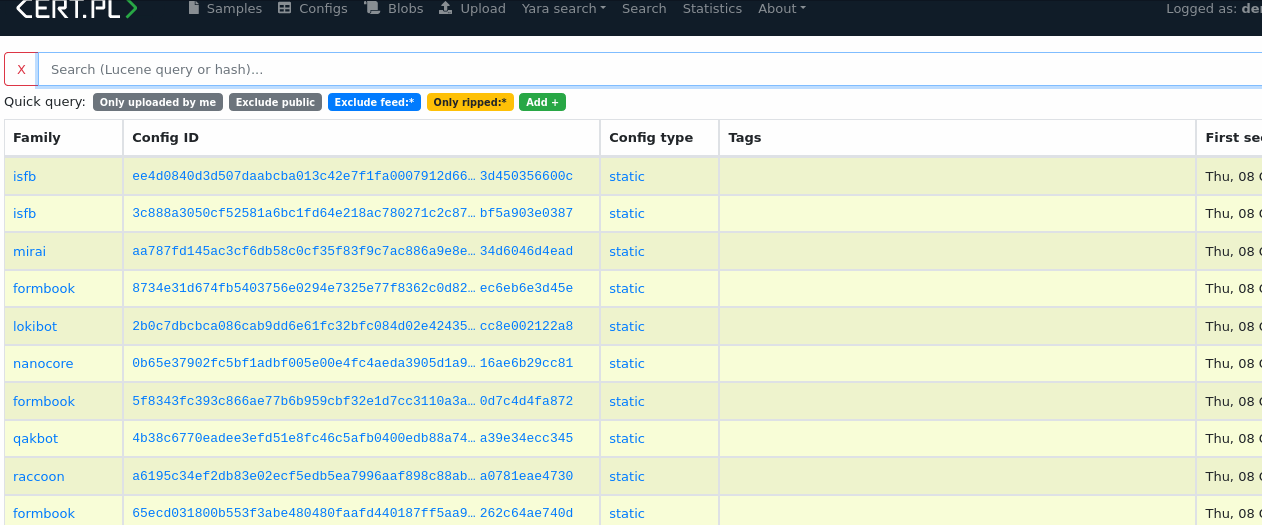 CERT.PL> Samples Configs Blobs Upload Yara search Search Statistics About Logged as:
X Search (Lucene query or hash)...
Quick query: Only uploaded by me Exclude public Exclude feed:* Only ripped:* Add +
Family Config ID Config type Tags First
isfb ee4d0840d3d507daabcba013c42e7f1fa0007912d66… 3d450356600c static Thu, 08
isfb 3c888a3050cf52581a6bc1fd64e218ac780271c2c87… bf5a903e0387 static Thu, 08
mirai aa787fd145ac3cf6db58c0cf35f83f9c7ac886a9e8e… 34d6046d4ead static Thu, 08
formbook 8734e31d674fb5403756e0294e7325e77f8362c0d82… ec6eb6e3d45e static Thu, 08
lokibot 2b0c7dbcbca086cab9dd6e61fc32bfc084d02e42435… cc8e002122a8 static Thu, 08
nanocore 0b65e37902fc5bf1adbf005e00e4fc4aeda3905d1a9… 16ae6b29cc81 static Thu, 08
formbook 5f8343fc393c866ae77b6b959cbf32e1d7cc3110a3a… 0d7c4d4fa872 static Thu, 08
qakbot 4b38c6770eadee3efd51e8fc46c5afb0400edb88a74… a39e34ecc345 static Thu, 08
raccoon a6195c34ef2db83e02ecf5edb5ea7996aaf898c88ab… a0781eae4730 static Thu, 08
formbook 65ecd031800b553f3abe480480faafd440187ff5aa9… 262c64ae740d static Thu, 08